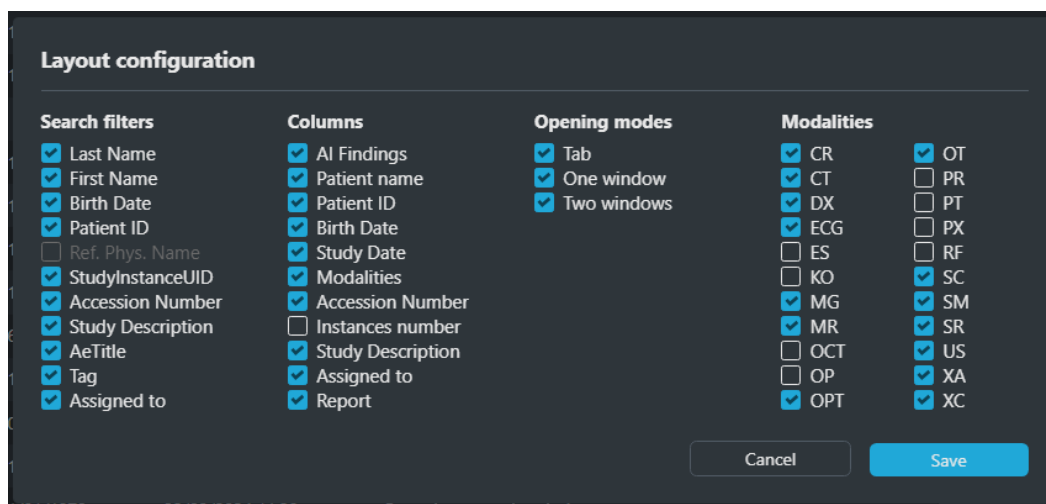 Layout configuration
Search filters
Last Name
First Name
Birth Date
Patient ID
Ref. Phys. Name
StudyInstanceUID
Accession Number
Study Description
AeTitle
Tag
Assigned to
Columns
AI Findings
Patient name
Patient ID
Birth Date
Study Date
Modalities
Accession Number
Instances number
Study Description
Assigned to
Report
Opening modes
Tab
One window
Two windows
Modalities
CR
CT
DX
ECG
ES
KO
MG
MR
OCT
OP
OPT
OT
PR
PT
PX
RF
SC
SM
SR
US
XA
XC
Cancel
Save